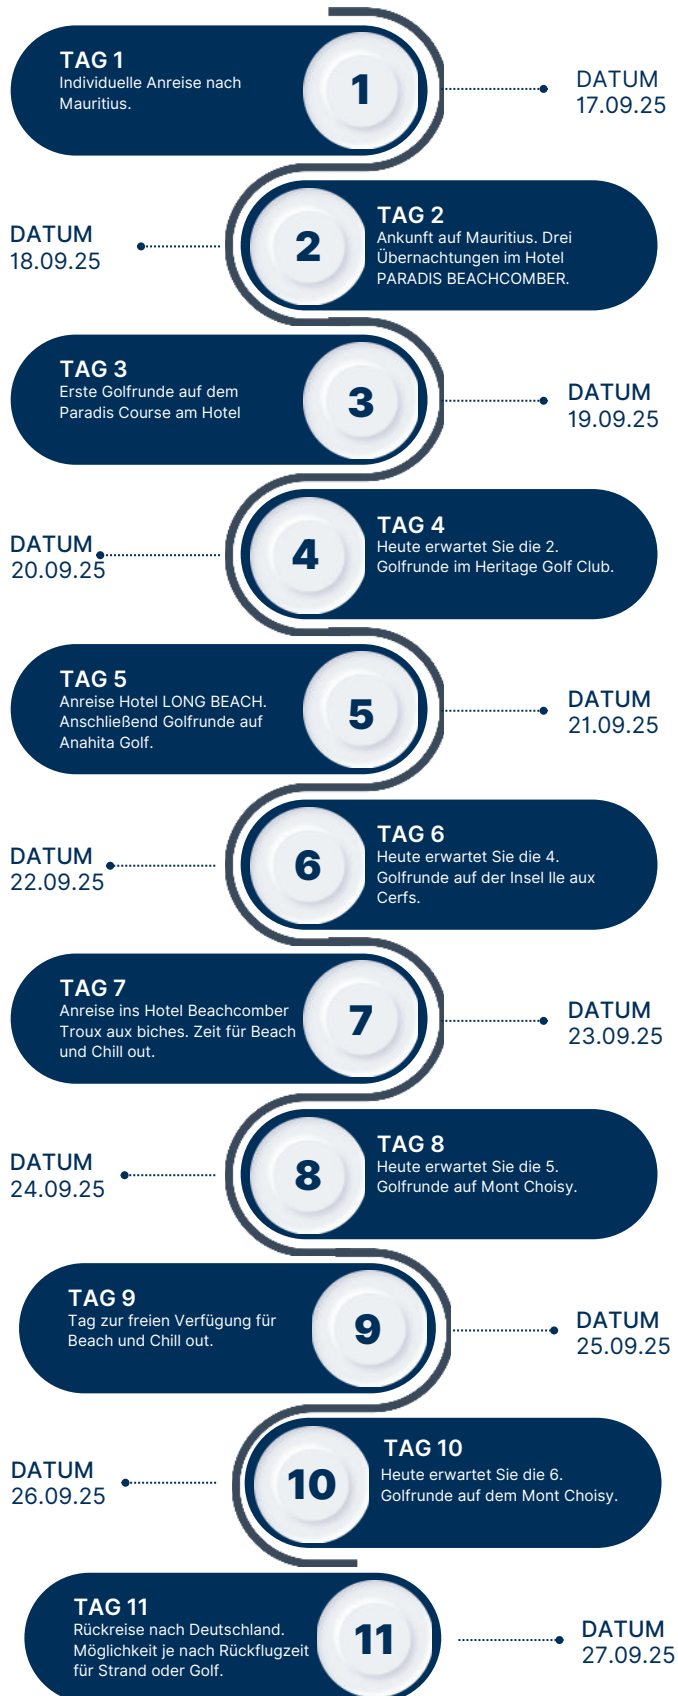 TAG 1
Individuelle Anreise nach
Mauritius.
1
DATUM
17.09.25
DATUM
18.09.25
2
TAG 2
Ankunft auf Mauritius. Drei
Übernachtungen im Hotel
PARADIS BEACHCOMBER.
TAG 3
Erste Golfrunde auf dem
Paradis Course am Hotel
3
DATUM
19.09.25
DATUM
20.09.25
4
TAG 4
Heute erwartet Sie die 2.
Golfrunde im Heritage Golf Club.
TAG 5
Anreise Hotel LONG BEACH.
Anschließend Golfrunde auf
Anahita Golf.
5
DATUM
21.09.25
DATUM
22.09.25
6
TAG 6
Heute erwartet Sie die 4.
Golfrunde auf der Insel Ile aux
Cerfs.
TAG 7
Anreise ins Hotel Beachcomber
Troux aux biches. Zeit für Beach
und Chill out.
7
DATUM
23.09.25
DATUM
24.09.25
8
TAG 8
Heute erwartet Sie die 5.
Golfrunde auf Mont Choisy.
TAG 9
Tag zur freien Verfügung für
Beach und Chill out.
9
DATUM
25.09.25
DATUM
26.09.25
10
TAG 10
Heute erwartet Sie die 6.
Golfrunde auf dem Mont Choisy.
TAG 11
Rückreise nach Deutschland.
Möglichkeit je nach Rückflugzeit
für Strand oder Golf.
11
DATUM
27.09.25